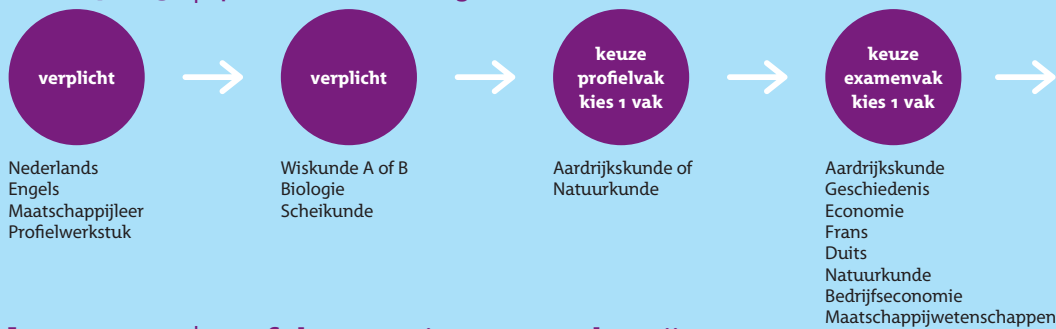 verplicht
Nederlands
Engels
Maatschappijleer
Profielwerkstuk
verplicht
Wiskunde A of B
Biologie
Scheikunde
keuze
profielvak
kies 1 vak
Aardrijkskunde of
Natuurkunde
keuze
examenvak
kies 1 vak
Aardrijkskunde
Geschiedenis
Economie
Frans
Duits
Natuurkunde
Bedrijfseconomie
Maatschappijwetenschappen